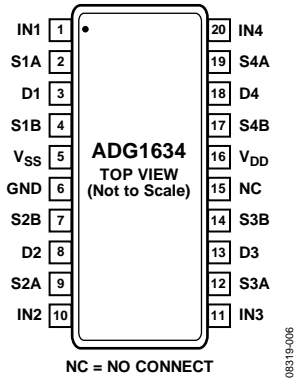 IN1 1 20 IN4
S1A 2 19 S4A
D1 3 18 D4
S1B 4 17 S4B
VSS 5 16 VDD
GND 6 15 NC
S2B 7 14 S3B
D2 8 13 D3
S2A 9 12 S3A
IN2 10 11 IN3
ADG1634
TOP VIEW
(Not to Scale)
NC = NO CONNECT
08319-006